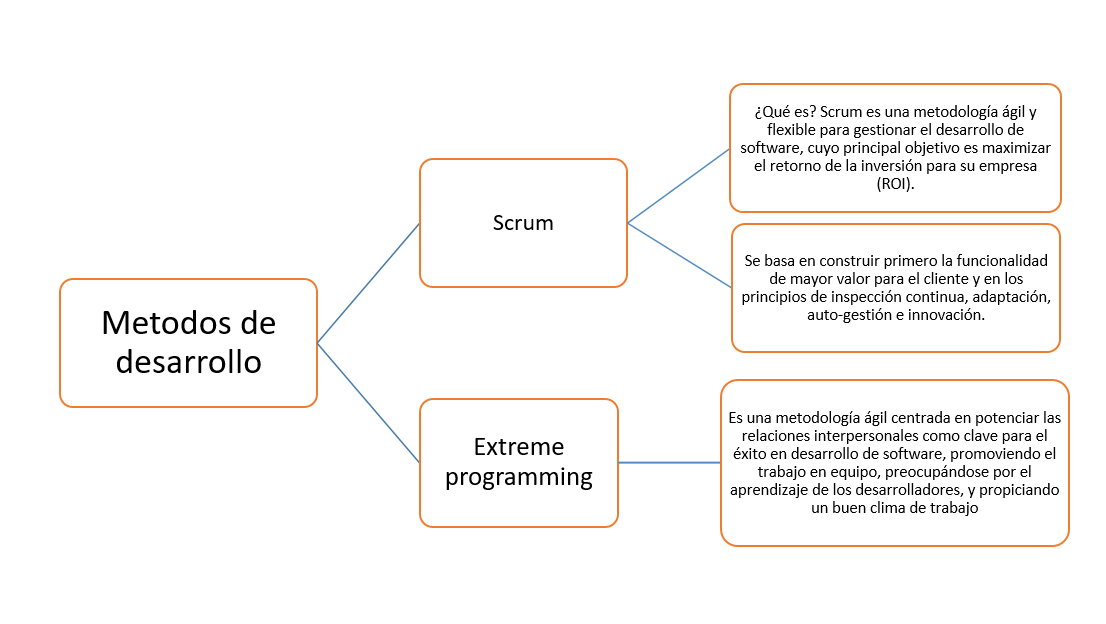 Metodos de
desarrollo
Scrum
¿Qué es? Scrum es una metodología ágil y
flexible para gestionar el desarrollo de
software, cuyo principal objetivo es maximizar
el retorno de la inversión para su empresa
(ROI).
Se basa en construir primero la funcionalidad
de mayor valor para el cliente y en los
principios de inspección continua, adaptación,
auto-gestión e innovación.
Extreme
programming
Es una metodología ágil centrada en potenciar las
relaciones interpersonales como clave para el
éxito en desarrollo de software, promoviendo el
trabajo en equipo, preocupándose por el
aprendizaje de los desarrolladores, y propiciando
un buen clima de trabajo